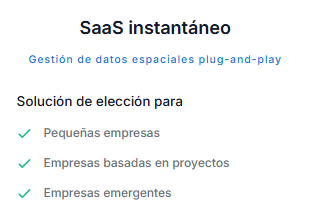 SaaS instantáneo
Gestión de datos espaciales plug-and-play
Solución de elección para
Pequeñas empresas
Empresas basadas en proyectos
Empresas emergentes